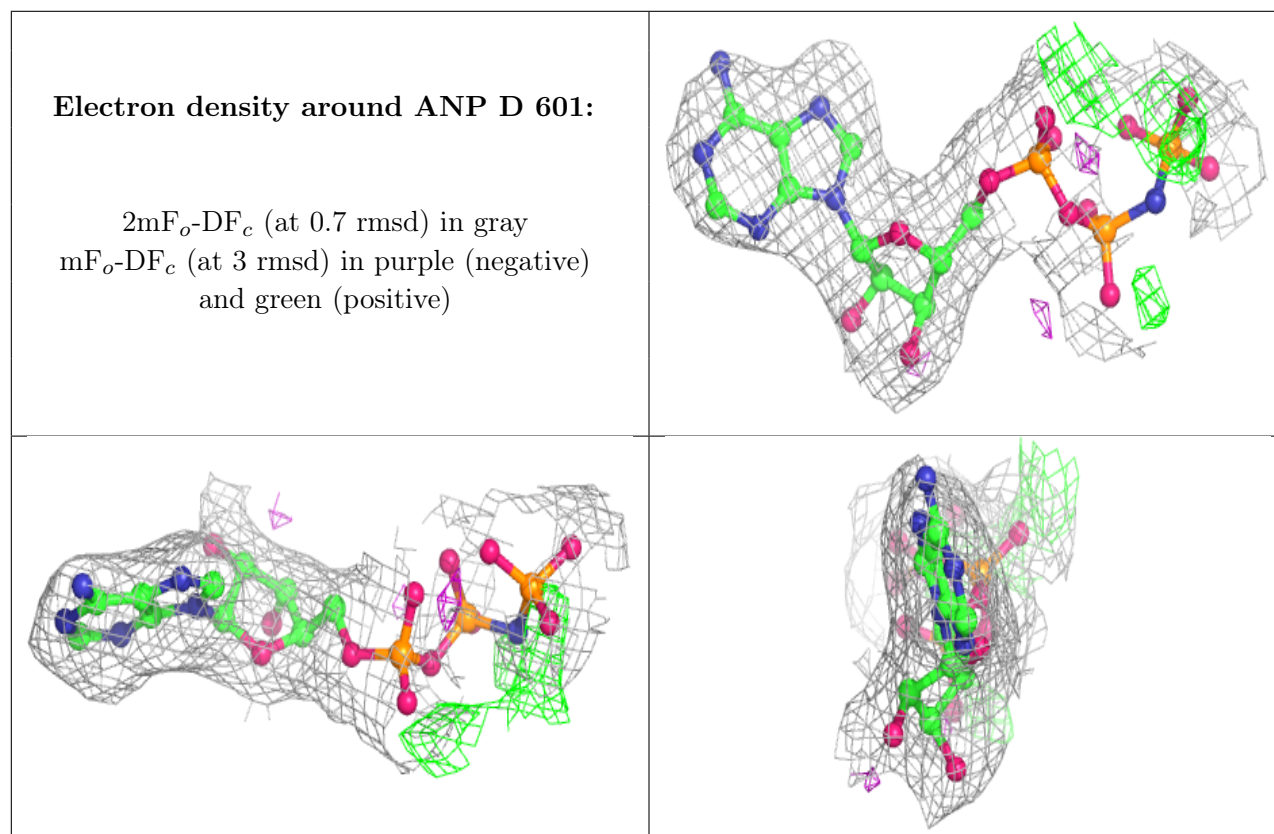 Electron density around ANP D 601:
2mFo-DFc (at 0.7 rmsd) in gray
mFo-DFc (at 3 rmsd) in purple (negative)
and green (positive)